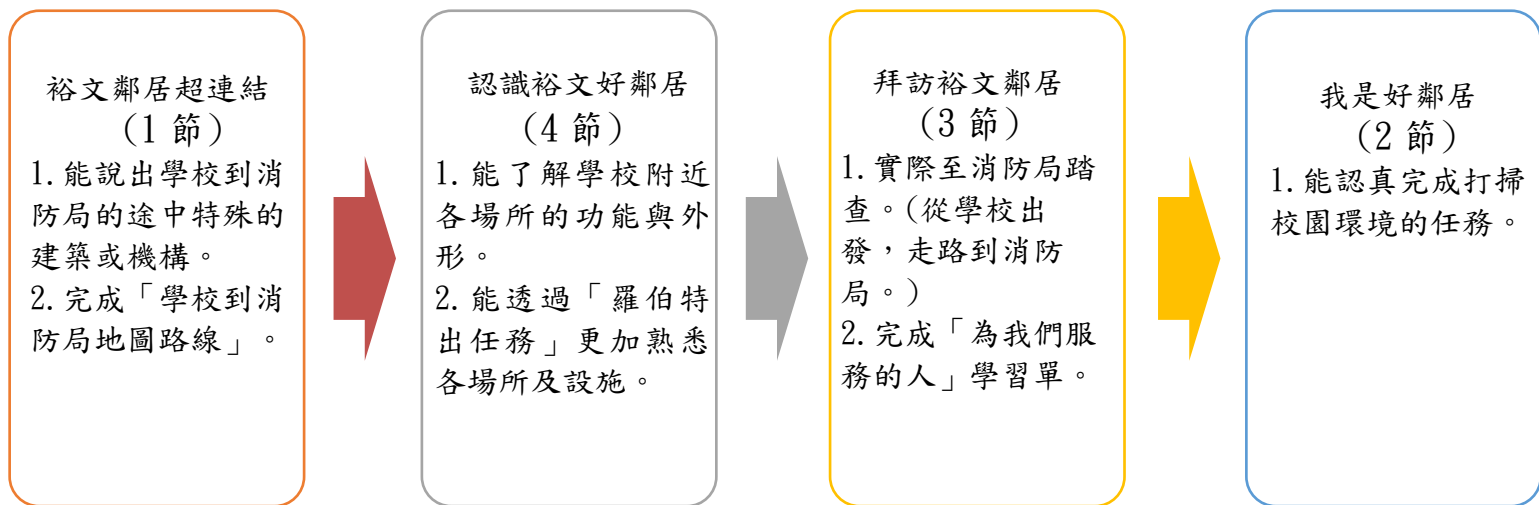 裕文鄰居超連結
(1 節)
1.能說出學校到消
防局的途中特殊的
建築或機構。
2.完成「學校到消
防局地圖路線」。
認識裕文好鄰居
(4 節)
1.能了解學校附近
各場所的功能與外
形。
2.能透過「羅伯特
出任務」更加熟悉
各場所及設施。
拜訪裕文鄰居
(3 節)
1.實際至消防局踏
查。(從學校出
發，走路到消防
局。)
2.完成「為我們服
務的人」學習單。
我是好鄰居
(2 節)
1.能認真完成打掃
校園環境的任務。